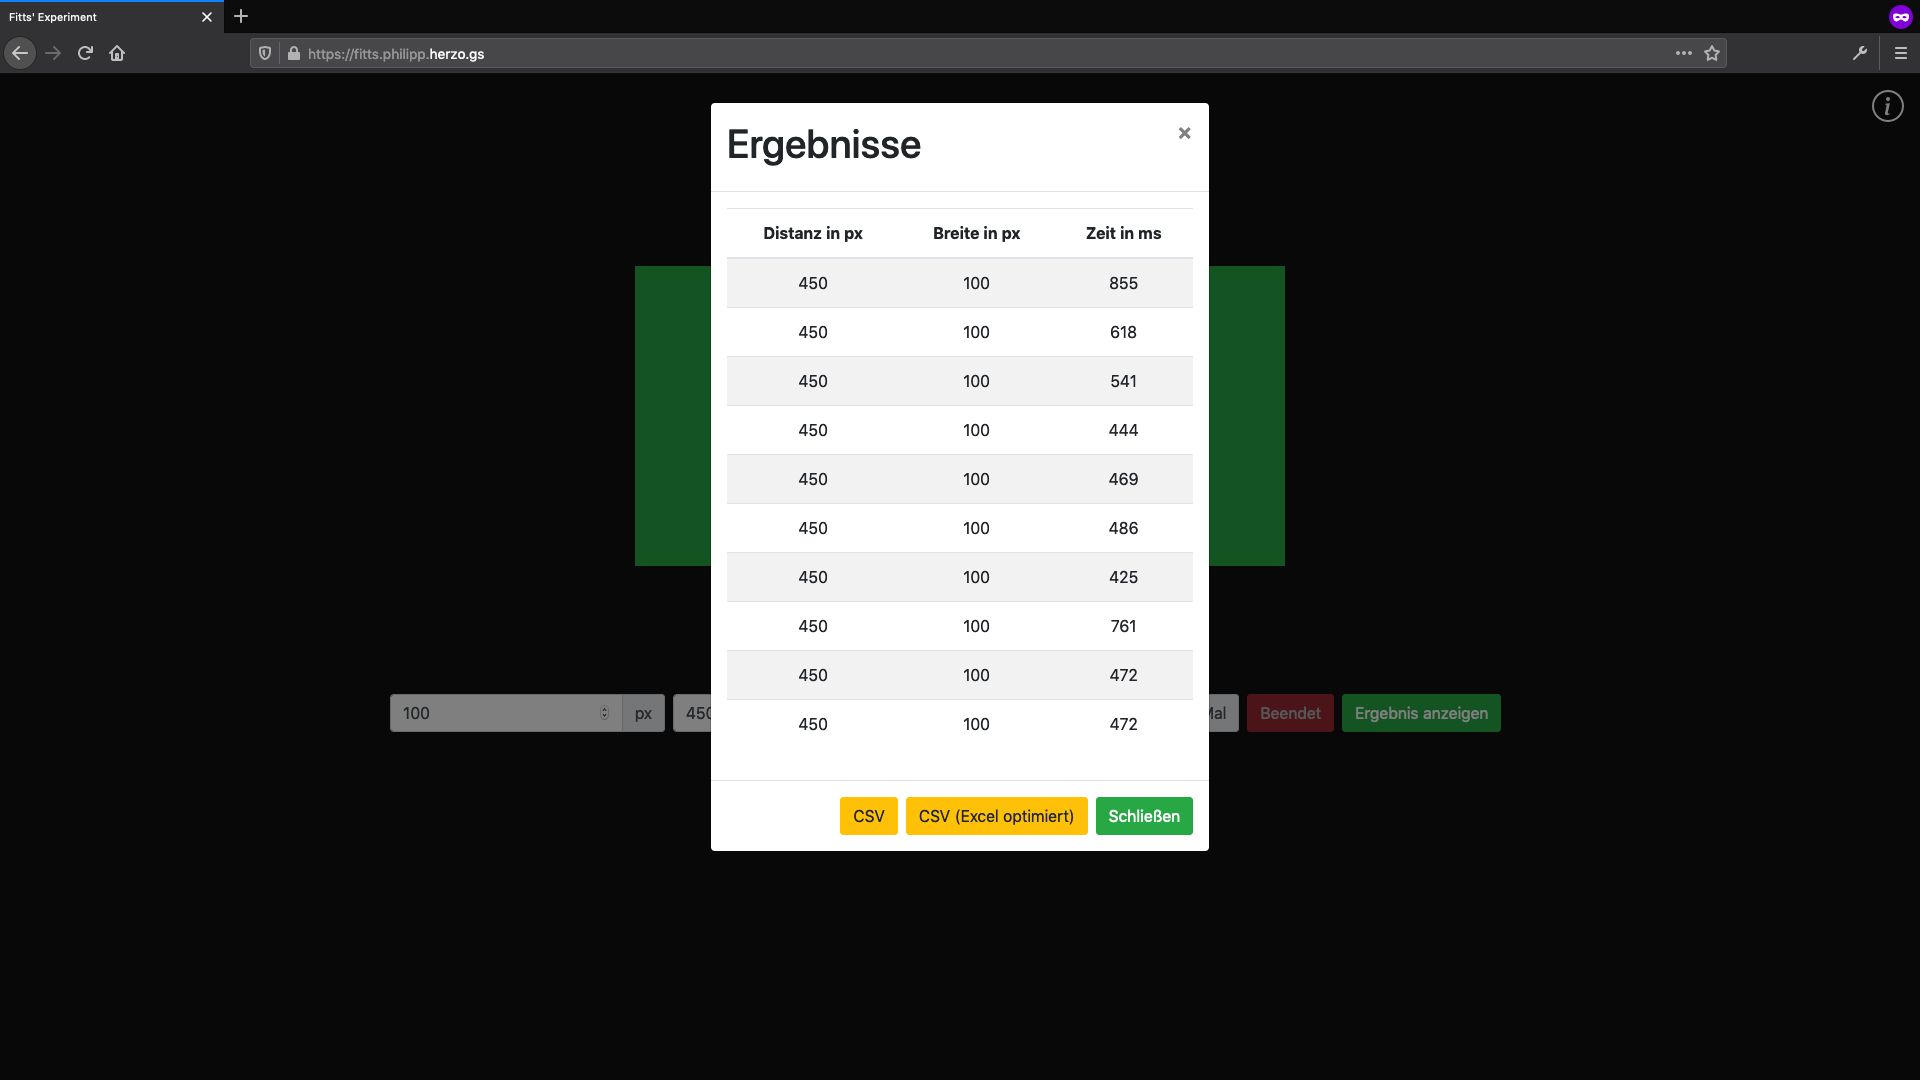 Fitts' Experiment
https://fitts.philipp.herzo.gs
Ergebnisse
Distanz in px Breite in px Zeit in ms
450 100 855
450 100 618
450 100 541
450 100 444
450 100 469
450 100 486
450 100 425
450 100 761
450 100 472
450 100 472
100 px 450 Mal Beendet Ergebnis anzeigen
CSV CSV (Excel optimiert) Schließen